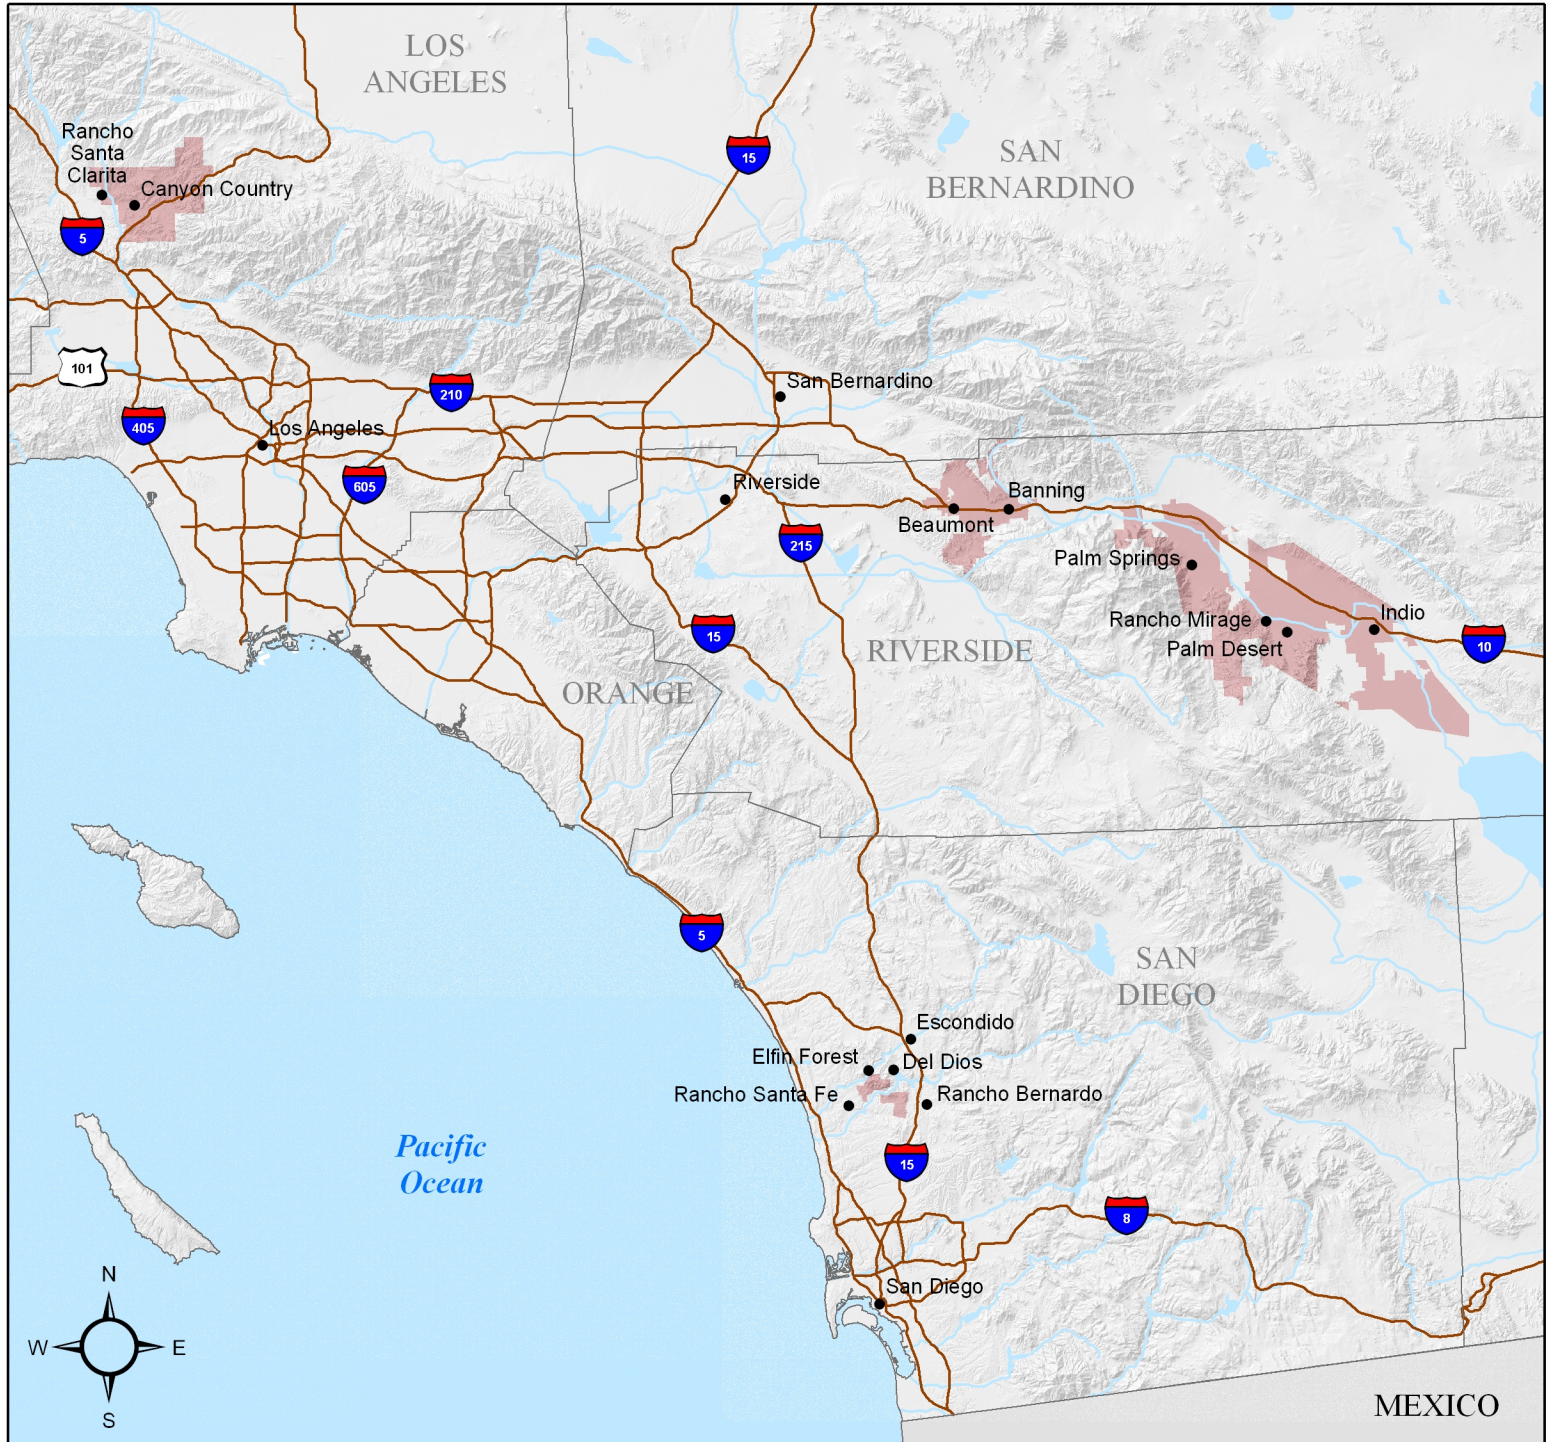 LOS
ANGELES
Rancho
Santa
Clarita
Canyon Country
15
SAN
BERNARDINO
5
101
210
San Bernardino
405
Los Angeles
605
Riverside
Banning
Beaumont
215
Palm Springs
Rancho Mirage
Indio
Palm Desert
10
15
RIVERSIDE
ORANGE
5
SAN
DIEGO
Escondido
Elfin Forest
Del Dios
Rancho Santa Fe
Rancho Bernardo
Pacific
Ocean
15
8
San Diego
N
W
E
S
MEXICO